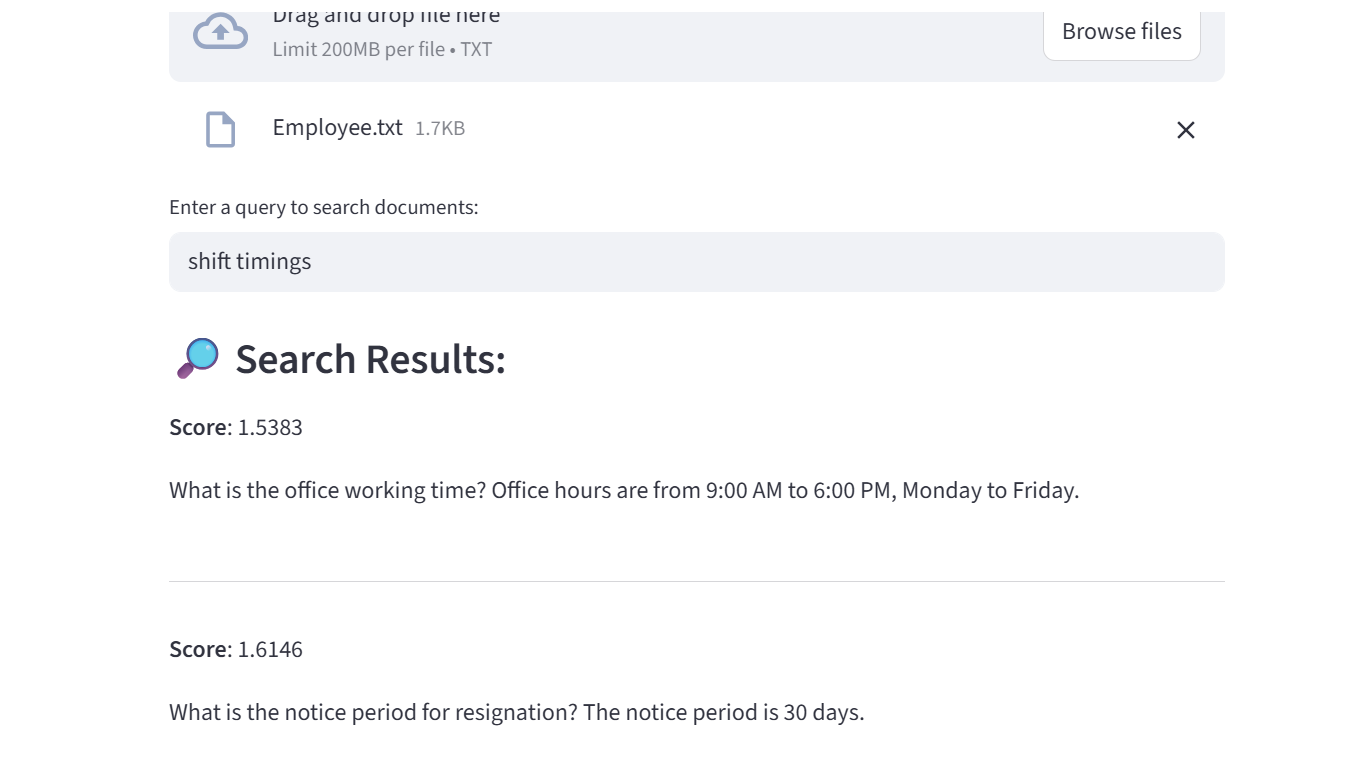 Drag and drop file here
Limit 200MB per file • TXT
Browse files
Employee.txt 1.7KB
Enter a query to search documents:
shift timings
🔎 Search Results:
Score: 1.5383
What is the office working time? Office hours are from 9:00 AM to 6:00 PM, Monday to Friday.
Score: 1.6146
What is the notice period for resignation? The notice period is 30 days.